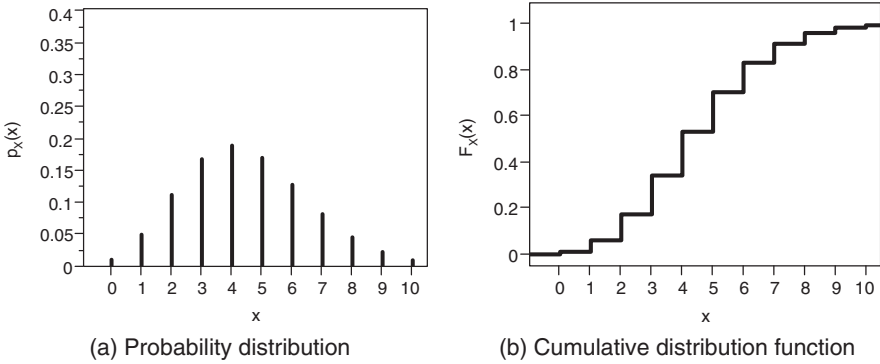 0.4
0.35
0.3
0.25
0.2
0.15
0.1
0.05
0
p_X(x)
0 1 2 3 4 5 6 7 8 9 10
x
(a) Probability distribution
1
0.8
0.6
0.4
0.2
0
F_X(x)
0 1 2 3 4 5 6 7 8 9 10
x
(b) Cumulative distribution function